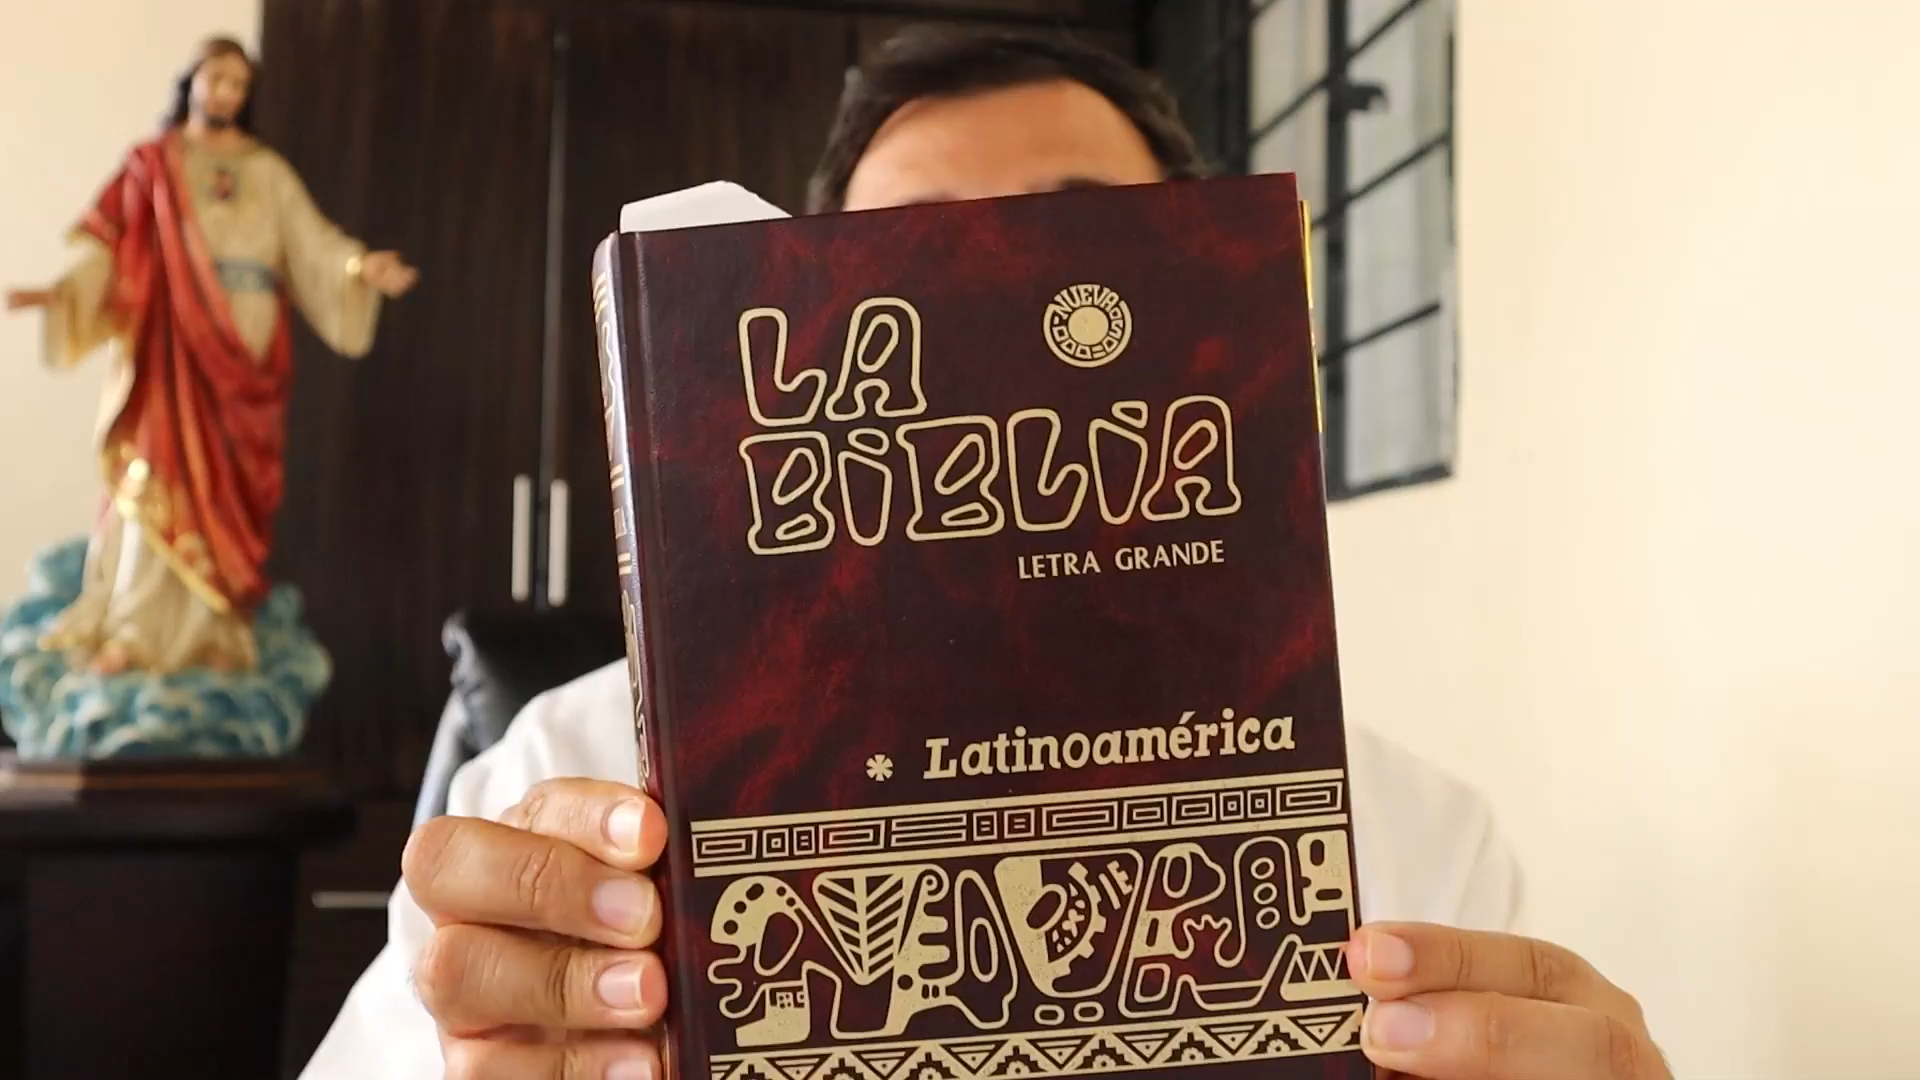 LA
NUEVA
BiBLiA
LETRA GRANDE
* Latinoamérica